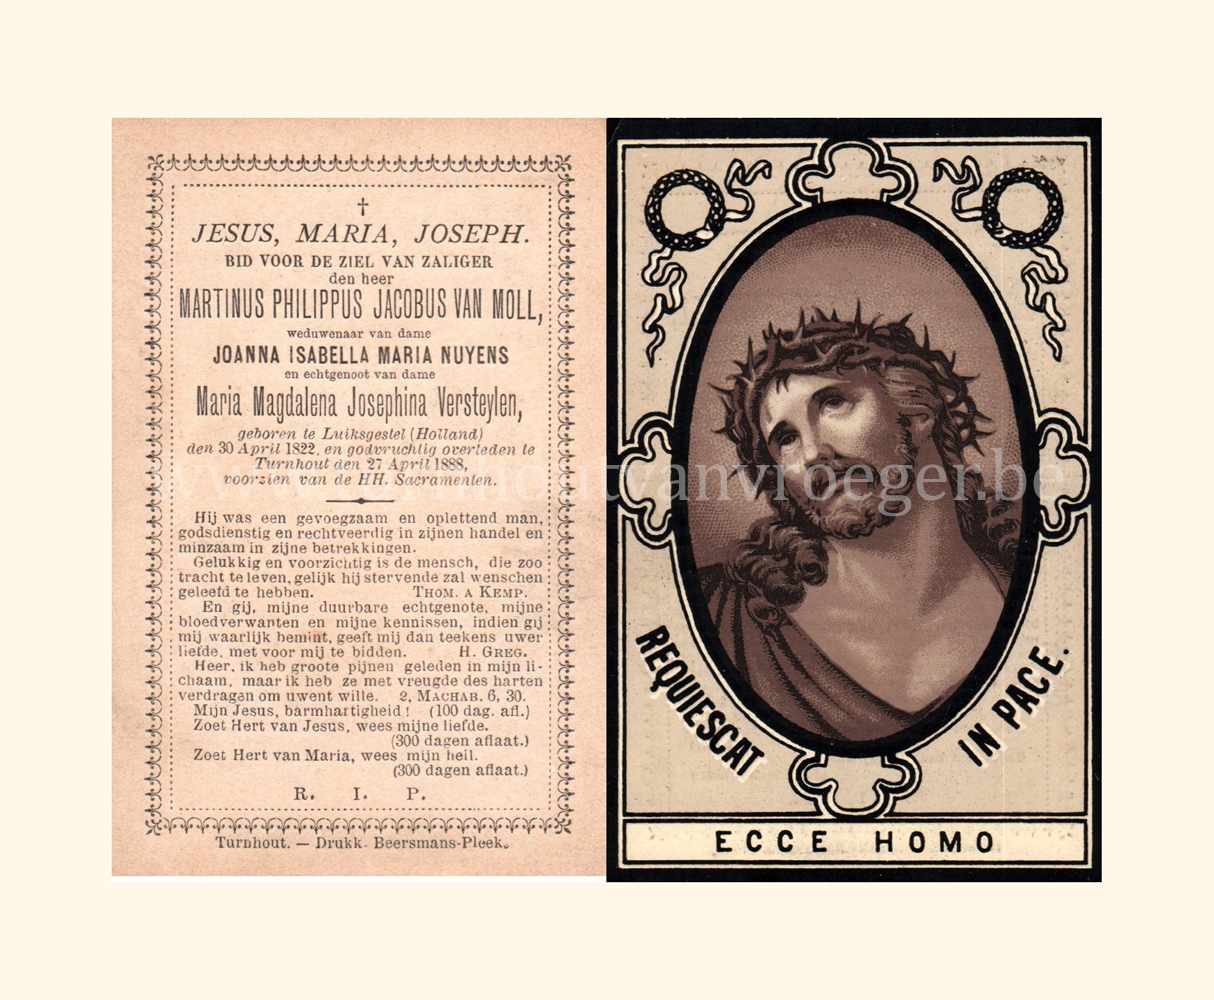 †
JESUS, MARIA, JOSEPH.
BID VOOR DE ZIEL VAN ZALIGER
den heer
MARTINUS PHILIPPUS JACOBUS VAN MOLL,
weduwenaar van dame
JOANNA ISABELLA MARIA NUYENS
en echtgenoot van dame
Maria Magdalena Josephina Versteylen,
geboren te Luiksgestel (Holland)
den 30 April 1822, en godvruchtig overleden te
Turnhout den 27 April 1888,
voorzien van de HH. Sacramenten.
Hij was een gevoegzaam en oplettend man,
godsdienstig en rechtveerdig in zijnen handel en
minzaam in zijne betrekkingen.
Gelukkig en voorzichtig is de mensch, die zoo
tracht te leven, gelijk hij stervende zal wenschen
geleefd te hebben. THOM. A KEMP.
En gij, mijne duurbare echtgenote, mijne
bloedverwanten en mijne kennissen, indien gij
mij waarlijk bemint, geeft mij dan teekens uwer
liefde, met voor mij te bidden. H. GREG.
Heer, ik heb groote pijnen geleden in mijn li-
chaam, maar ik heb ze met vreugde des harten
verdragen om uwent wille. 2, MACHAB. 6, 30.
Mijn Jesus, barmhartigheid! (100 dag. afl.)
Zoet Hert van Jesus, wees mijne liefde.
(300 dagen aflaat.)
Zoet Hert van Maria, wees mijn heil.
(300 dagen aflaat.)
R. I. P.
Turnhout. — Drukk. Beersmans-Pleek.
REQUIESCAT
IN PACE.
ECCE HOMO
www.turnhoutvanvroeger.be